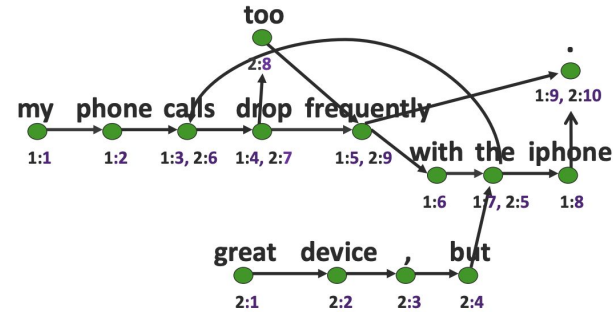 too
2:8
.
1:9, 2:10
my phone calls drop frequently
1:1 1:2 1:3, 2:6 1:4, 2:7 1:5, 2:9
with the iphone
1:6 1:7, 2:5 1:8
great device , but
2:1 2:2 2:3 2:4